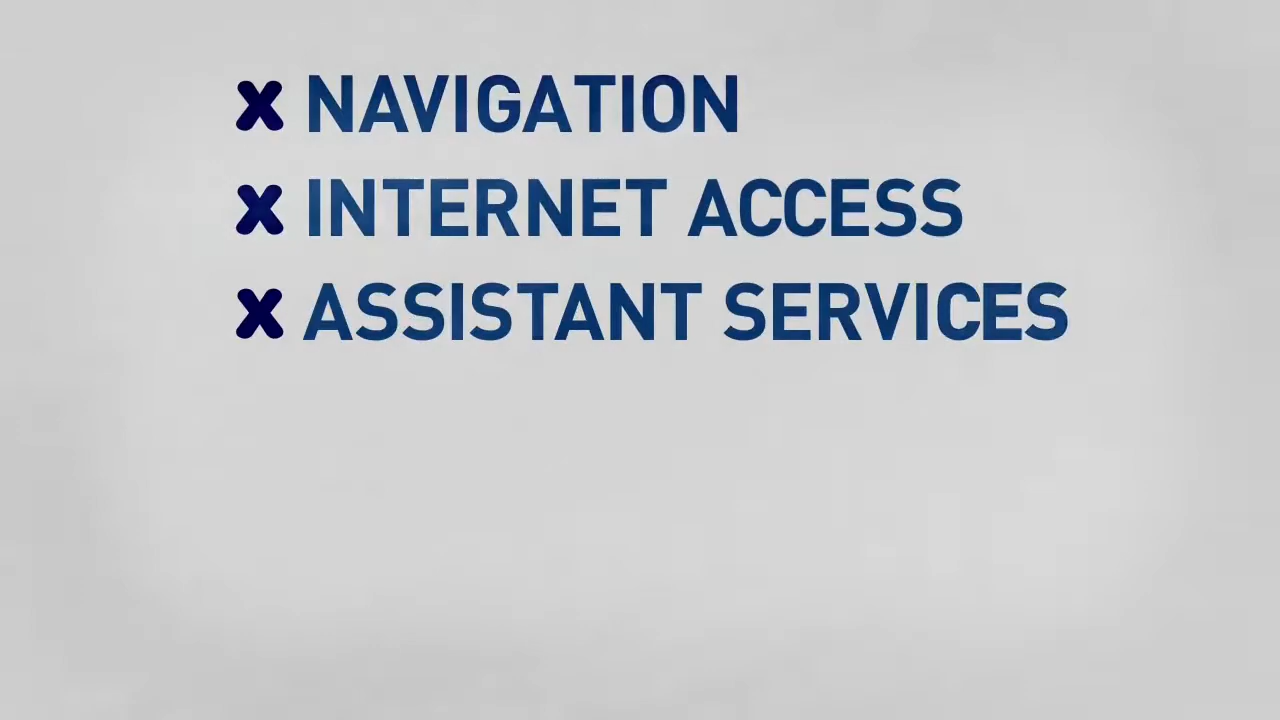 x NAVIGATION
x INTERNET ACCESS
x ASSISTANT SERVICES